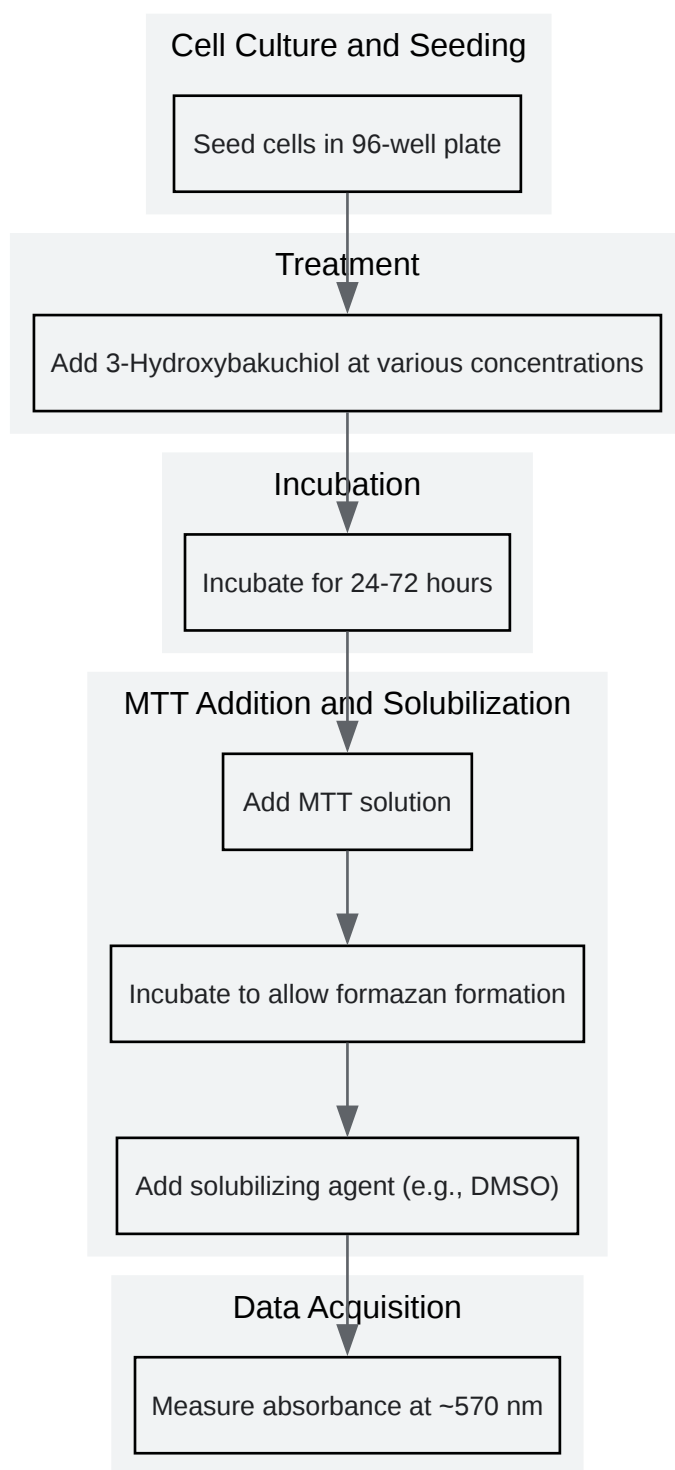 Cell Culture and Seeding
Seed cells in 96-well plate
Treatment
Add 3-Hydroxybakuchiol at various concentrations
Incubation
Incubate for 24-72 hours
MTT Addition and Solubilization
Add MTT solution
Incubate to allow formazan formation
Add solubilizing agent (e.g., DMSO)
Data Acquisition
Measure absorbance at ~570 nm